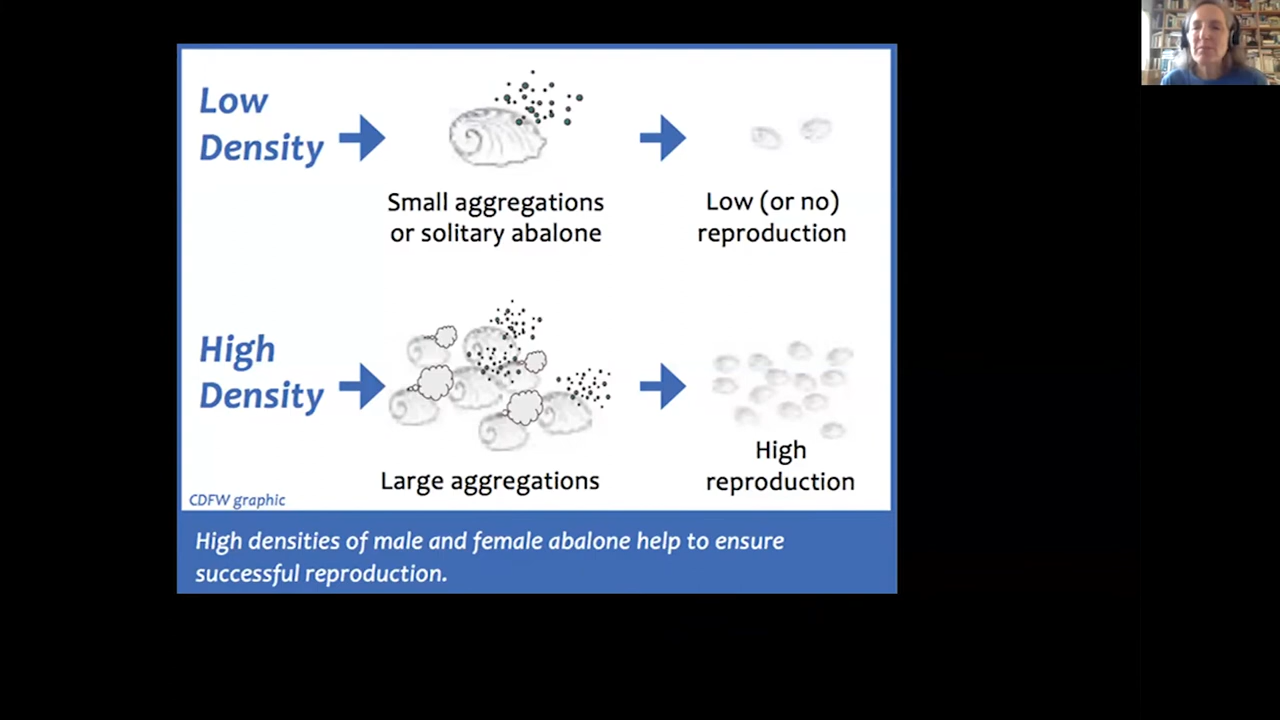 Low
Density
Small aggregations
or solitary abalone
Low (or no)
reproduction
High
Density
Large aggregations
High
reproduction
CDFW graphic
High densities of male and female abalone help to ensure
successful reproduction.